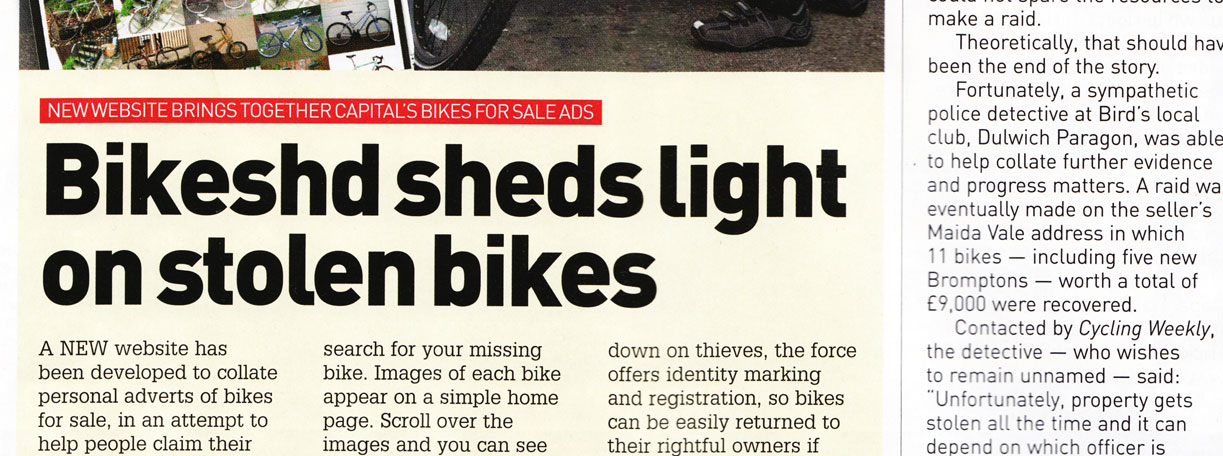 NEW WEBSITE BRINGS TOGETHER CAPITAL'S BIKES FOR SALE ADS
Bikeshd sheds light
on stolen bikes
A NEW website has
been developed to collate
personal adverts of bikes
for sale, in an attempt to
help people claim their
search for your missing
bike. Images of each bike
appear on a simple home
page. Scroll over the
images and you can see
down on thieves, the force
offers identity marking
and registration, so bikes
can be easily returned to
their rightful owners if
could not spare the resources to
make a raid.
Theoretically, that should hav
been the end of the story.
Fortunately, a sympathetic
police detective at Bird's local
club, Dulwich Paragon, was able
to help collate further evidence
and progress matters. A raid wa
eventually made on the seller's
Maida Vale address in which
11 bikes — including five new
Bromptons — worth a total of
£9,000 were recovered.
Contacted by Cycling Weekly,
the detective — who wishes
to remain unnamed — said:
"Unfortunately, property gets
stolen all the time and it can
depend on which officer is